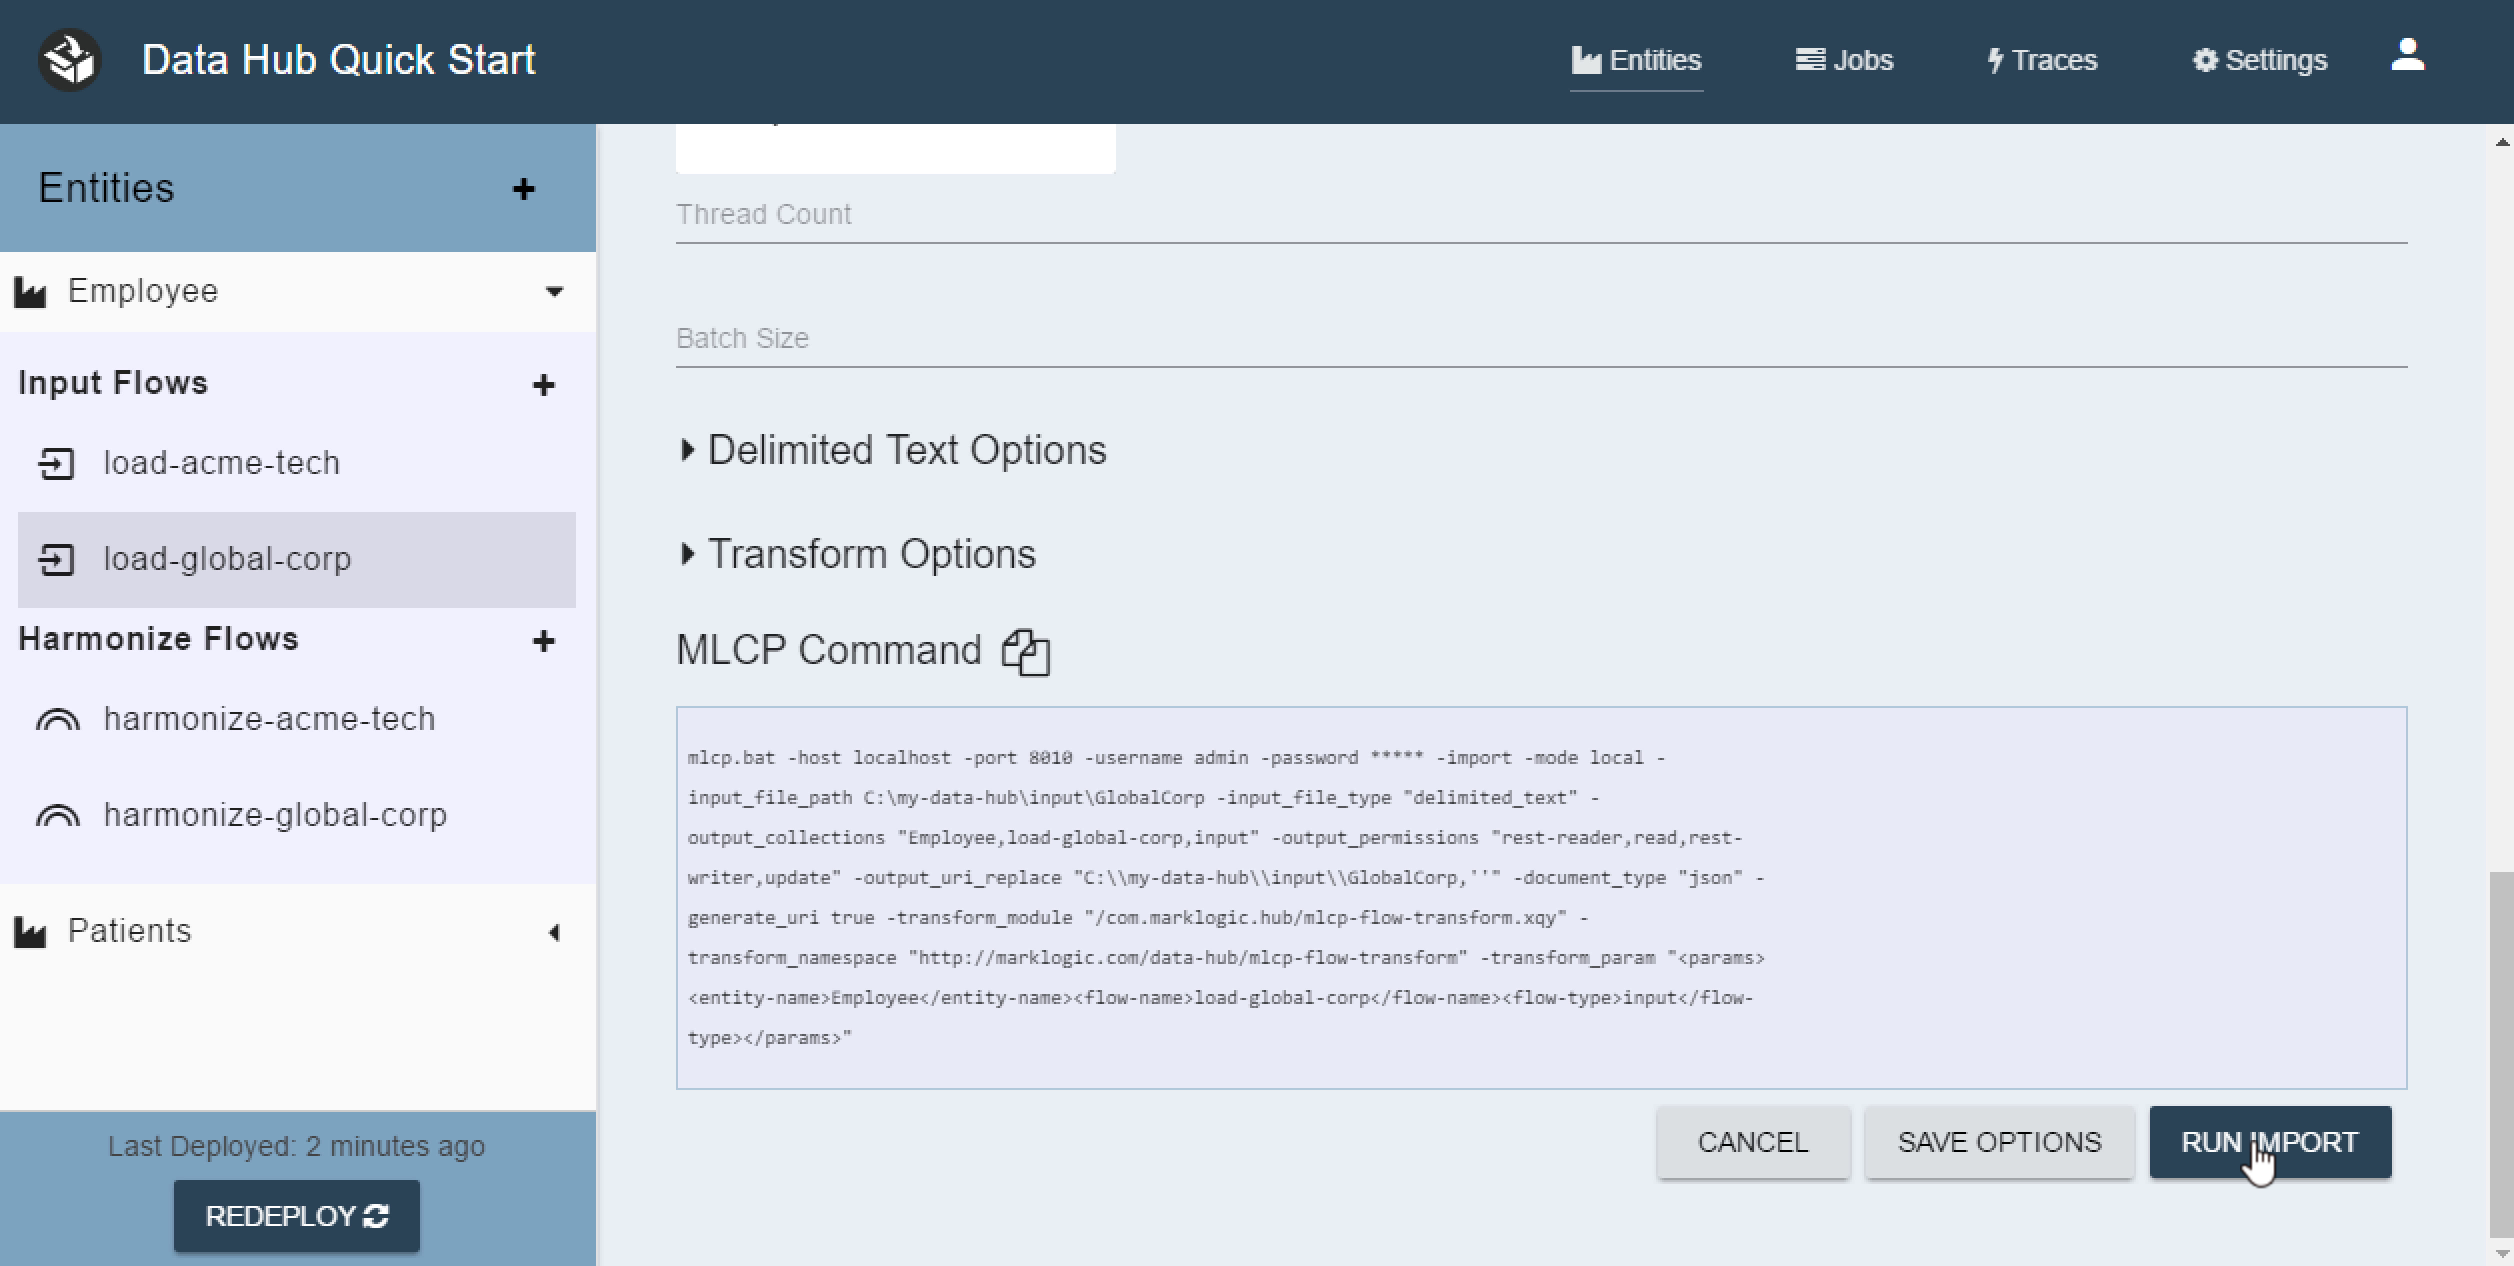 Data Hub Quick Start
Entities
Jobs
Traces
Settings
Entities
Employee
Input Flows
load-acme-tech
load-global-corp
Harmonize Flows
harmonize-acme-tech
harmonize-global-corp
Patients
Last Deployed: 2 minutes ago
REDEPLOY
Thread Count
Batch Size
Delimited Text Options
Transform Options
MLCP Command
mlcp.bat -host localhost -port 8010 -username admin -password ***** -import -mode local -
input_file_path C:\my-data-hub\input\GlobalCorp -input_file_type "delimited_text" -
output_collections "Employee,load-global-corp,input" -output_permissions "rest-reader,read,rest-
writer,update" -output_uri_replace "C:\\my-data-hub\\input\\GlobalCorp,''" -document_type "json" -
generate_uri true -transform_module "/com.marklogic.hub/mlcp-flow-transform.xqy" -
transform_namespace "http://marklogic.com/data-hub/mlcp-flow-transform" -transform_param "<params>
<entity-name>Employee</entity-name><flow-name>load-global-corp</flow-name><flow-type>input</flow-
type></params>"
CANCEL
SAVE OPTIONS
RUN IMPORT